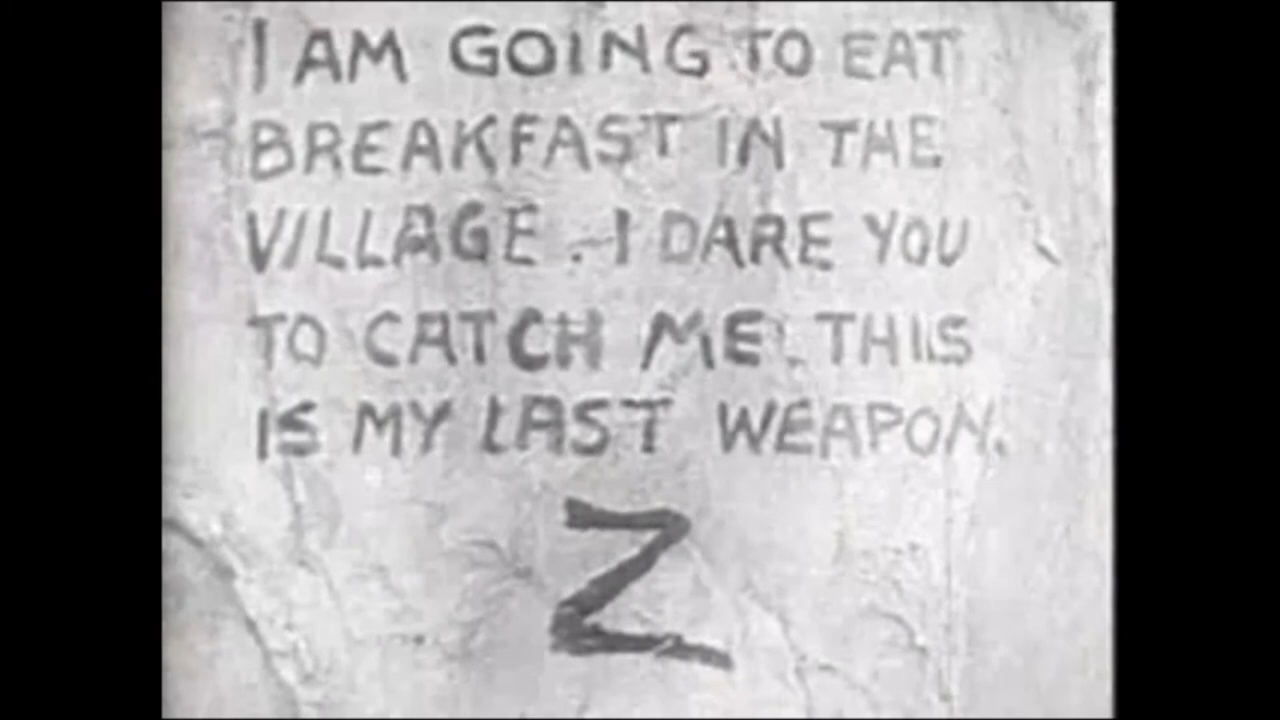 I AM GOING TO EAT
BREAKFAST IN THE
VILLAGE. I DARE YOU
TO CATCH ME! THIS
IS MY LAST WEAPON.
Z